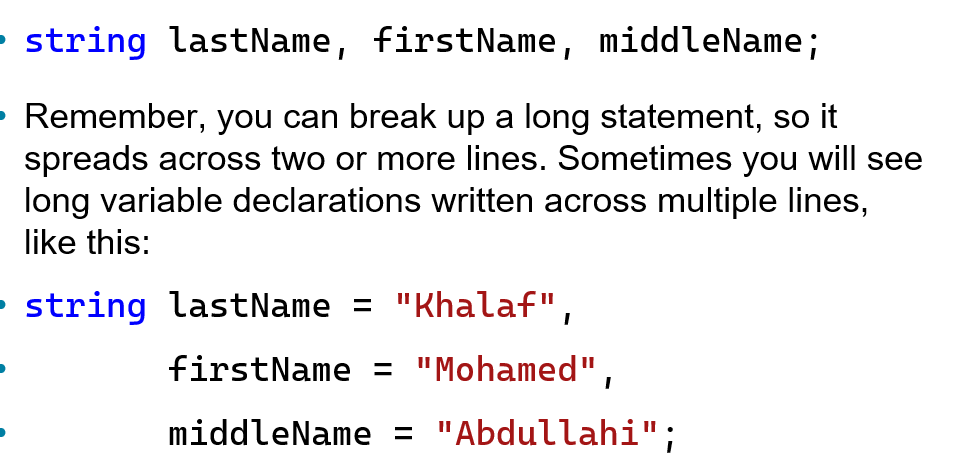 • string lastName, firstName, middleName;
• Remember, you can break up a long statement, so it
spreads across two or more lines. Sometimes you will see
long variable declarations written across multiple lines,
like this:
• string lastName = "Khalaf",
• firstName = "Mohamed",
• middleName = "Abdullahi";